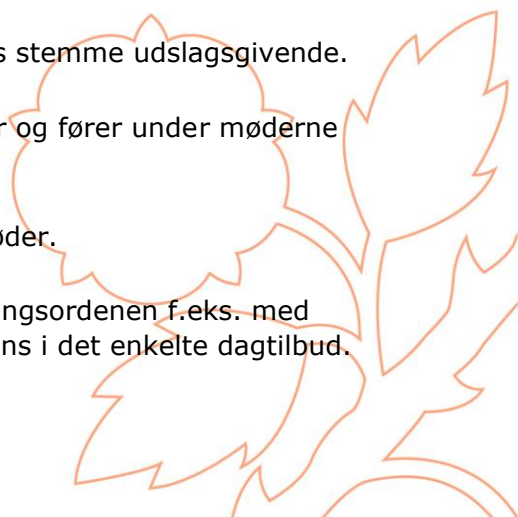 s stemme udslagsgivende.
r og fører under møderne
øder.
ngsordenen f.eks. med
ns i det enkelte dagtilbud.